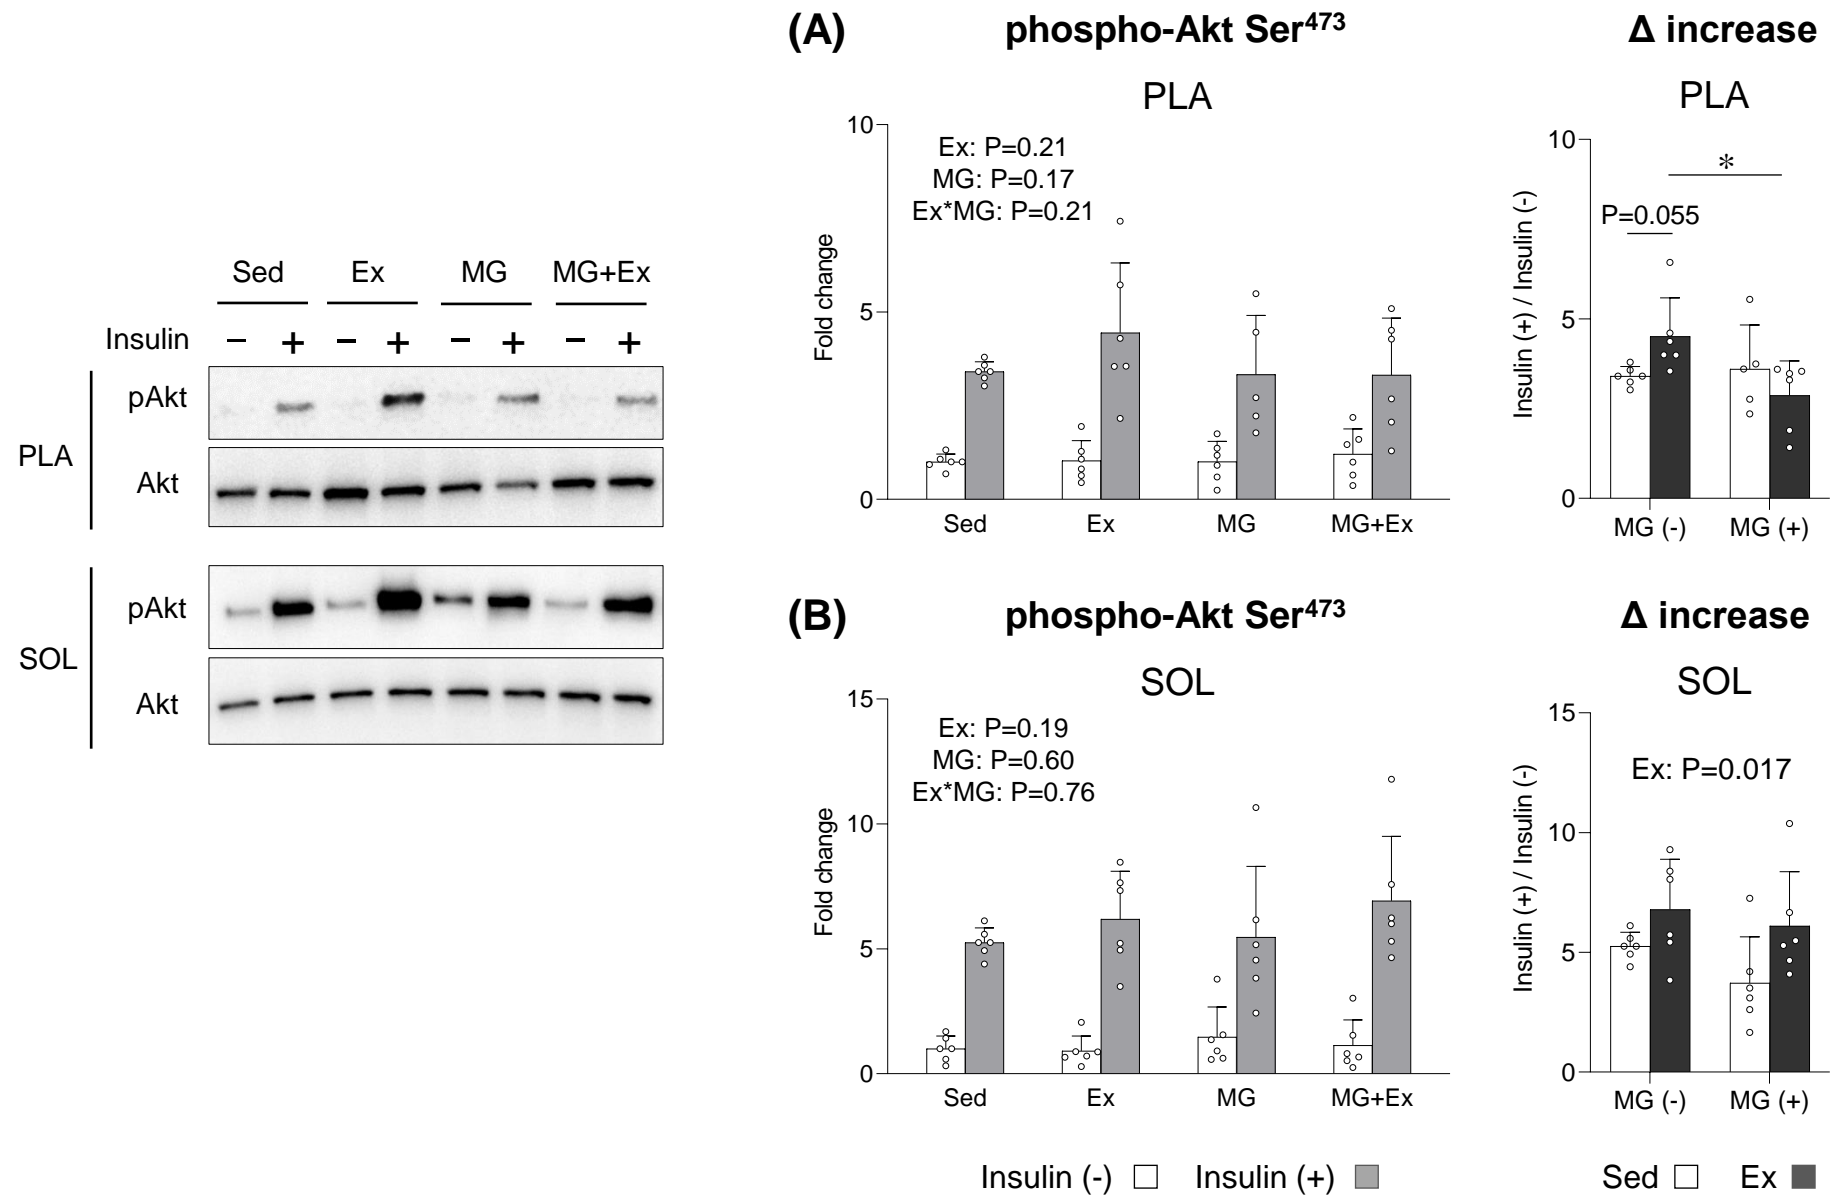 Sed Ex MG MG+Ex
Insulin − + − + − + − +
PLA
pAkt
Akt
SOL
pAkt
Akt
(A) phospho-Akt Ser473 Δ increase
PLA
10
5
0
Fold change
Ex: P=0.21
MG: P=0.17
Ex*MG: P=0.21
Sed Ex MG MG+Ex
PLA
10
5
0
Insulin (+) / Insulin (-)
P=0.055
*
MG (-) MG (+)
(B) phospho-Akt Ser473 Δ increase
SOL
15
10
5
0
Fold change
Ex: P=0.19
MG: P=0.60
Ex*MG: P=0.76
Sed Ex MG MG+Ex
SOL
15
10
5
0
Insulin (+) / Insulin (-)
Ex: P=0.017
MG (-) MG (+)
Insulin (-) Insulin (+)
Sed Ex